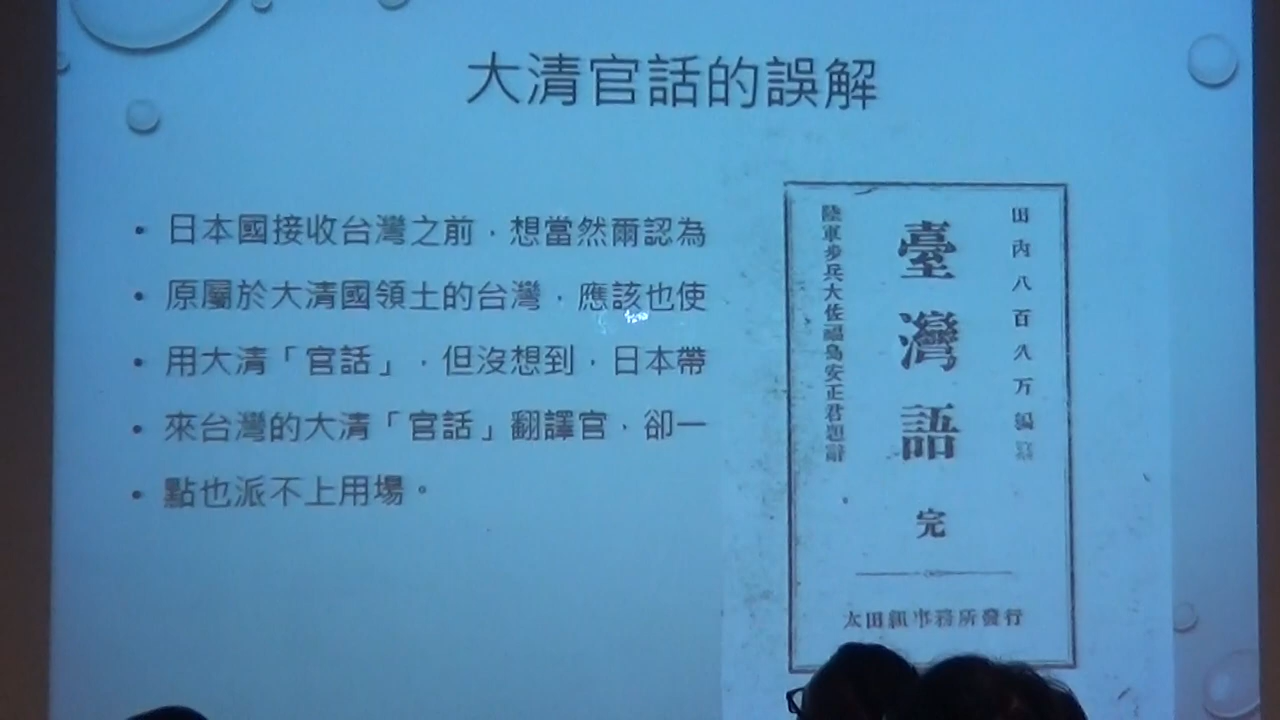 大清官話的誤解
• 日本國接收台灣之前，想當然爾認為
• 原屬於大清國領土的台灣，應該也使
• 用大清「官話」，但沒想到，日本帶
• 來台灣的大清「官話」翻譯官，卻一
• 點也派不上用場。
田內八百久万編
臺灣語 完
陸軍步兵大佐福島安正君題辭
太田組事務所發行